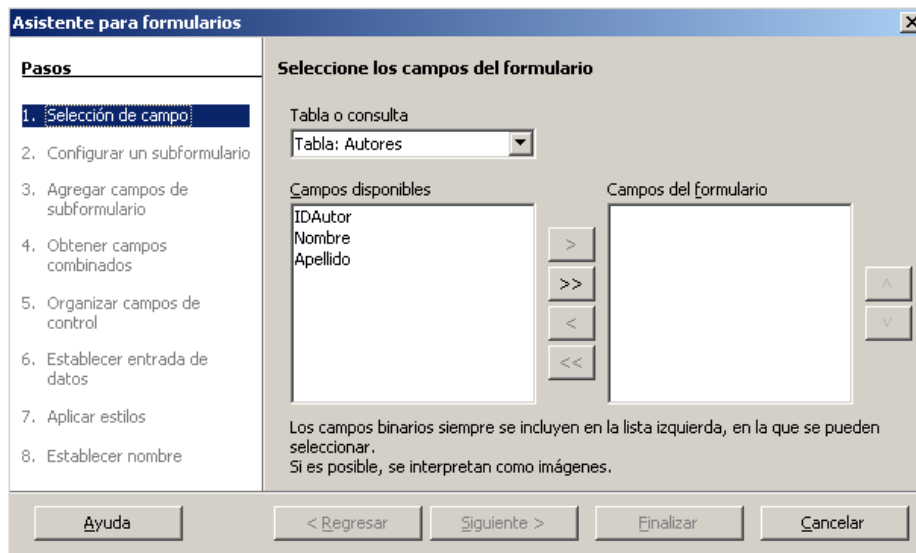 Asistente para formularios
Pasos
1. Selección de campo
2. Configurar un subformulario
3. Agregar campos de
subformulario
4. Obtener campos
combinados
5. Organizar campos de
control
6. Establecer entrada de
datos
7. Aplicar estilos
8. Establecer nombre
Seleccione los campos del formulario
Tabla o consulta
Tabla: Autores
Campos disponibles
IDAutor
Nombre
Apellido
>
>>
<
<<
Campos del formulario
Los campos binarios siempre se incluyen en la lista izquierda, en la que se pueden
seleccionar.
Si es posible, se interpretan como imágenes.
Ayuda
< Regresar
Siguiente >
Finalizar
Cancelar